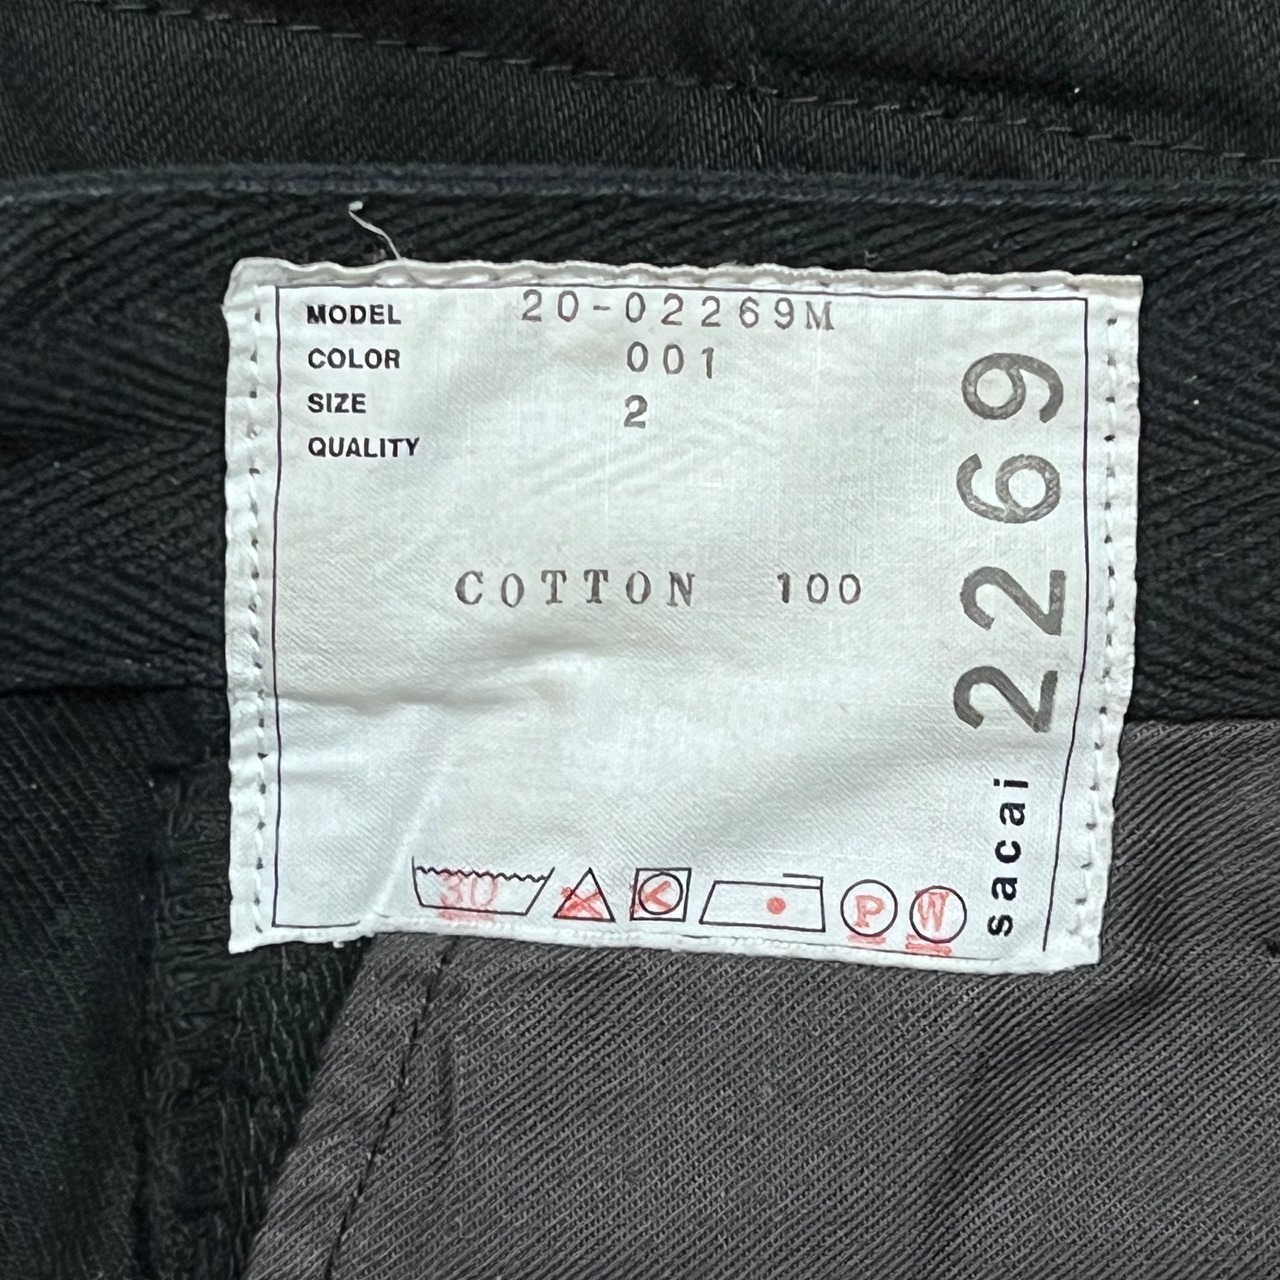 MODEL 20-02269M
COLOR 001
SIZE 2
QUALITY
COTTON 100
sacai 2269
30
P
W